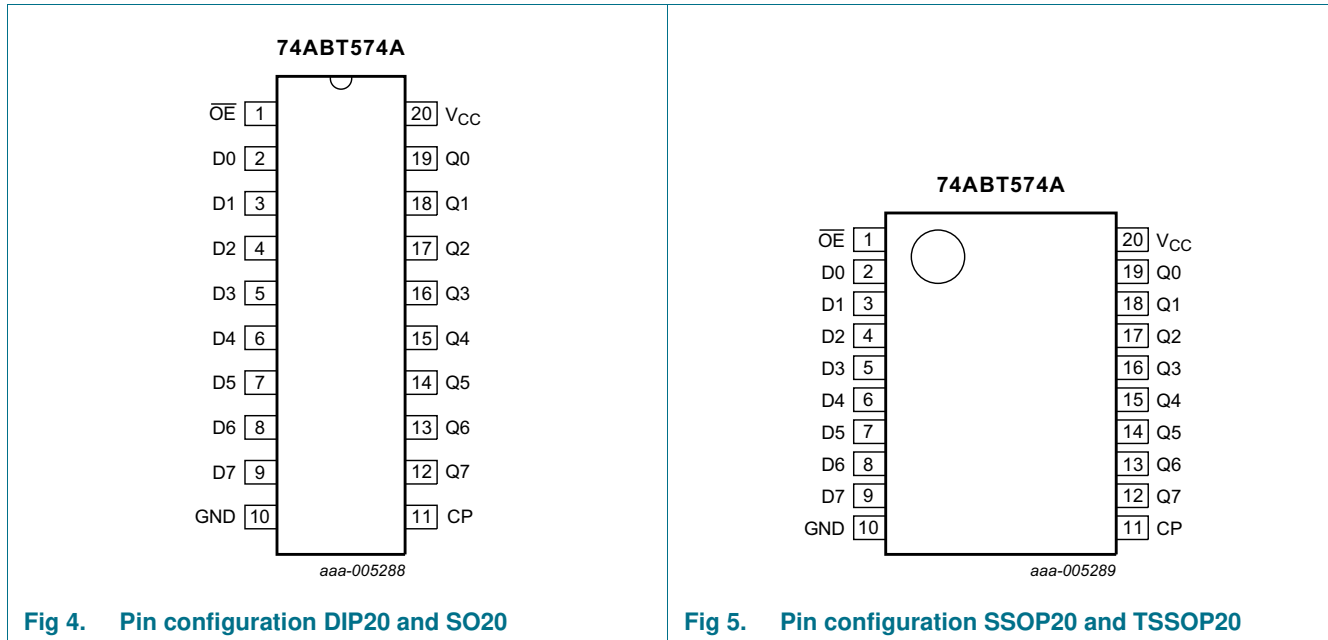 74ABT574A
OE 1 20 VCC
D0 2 19 Q0
D1 3 18 Q1
D2 4 17 Q2
D3 5 16 Q3
D4 6 15 Q4
D5 7 14 Q5
D6 8 13 Q6
D7 9 12 Q7
GND 10 11 CP
aaa-005288
Fig 4. Pin configuration DIP20 and SO20
74ABT574A
OE 1 20 VCC
D0 2 19 Q0
D1 3 18 Q1
D2 4 17 Q2
D3 5 16 Q3
D4 6 15 Q4
D5 7 14 Q5
D6 8 13 Q6
D7 9 12 Q7
GND 10 11 CP
aaa-005289
Fig 5. Pin configuration SSOP20 and TSSOP20